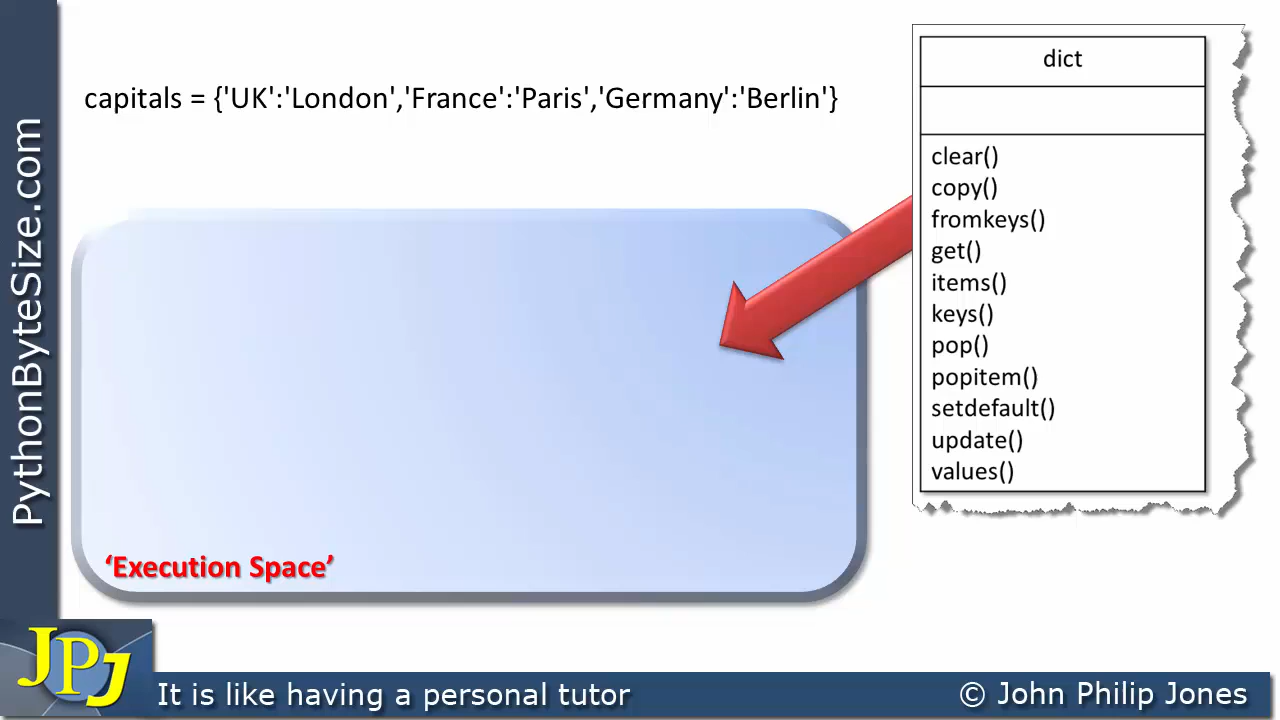 PythonByteSize.com
capitals = {'UK':'London','France':'Paris','Germany':'Berlin'}
dict
clear()
copy()
fromkeys()
get()
items()
keys()
pop()
popitem()
setdefault()
update()
values()
‘Execution Space’
JPJ
It is like having a personal tutor
© John Philip Jones